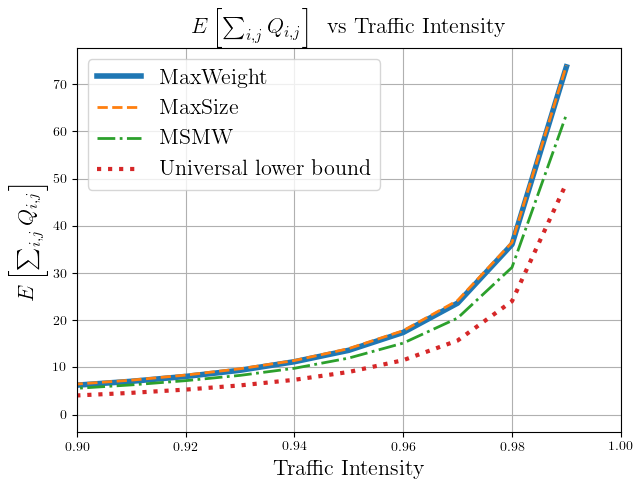 E [∑_{i,j} Q_{i,j}] vs Traffic Intensity
MaxWeight
MaxSize
MSMW
Universal lower bound
E [∑_{i,j} Q_{i,j}]
70
60
50
40
30
20
10
0
0.90 0.92 0.94 0.96 0.98 1.00
Traffic Intensity